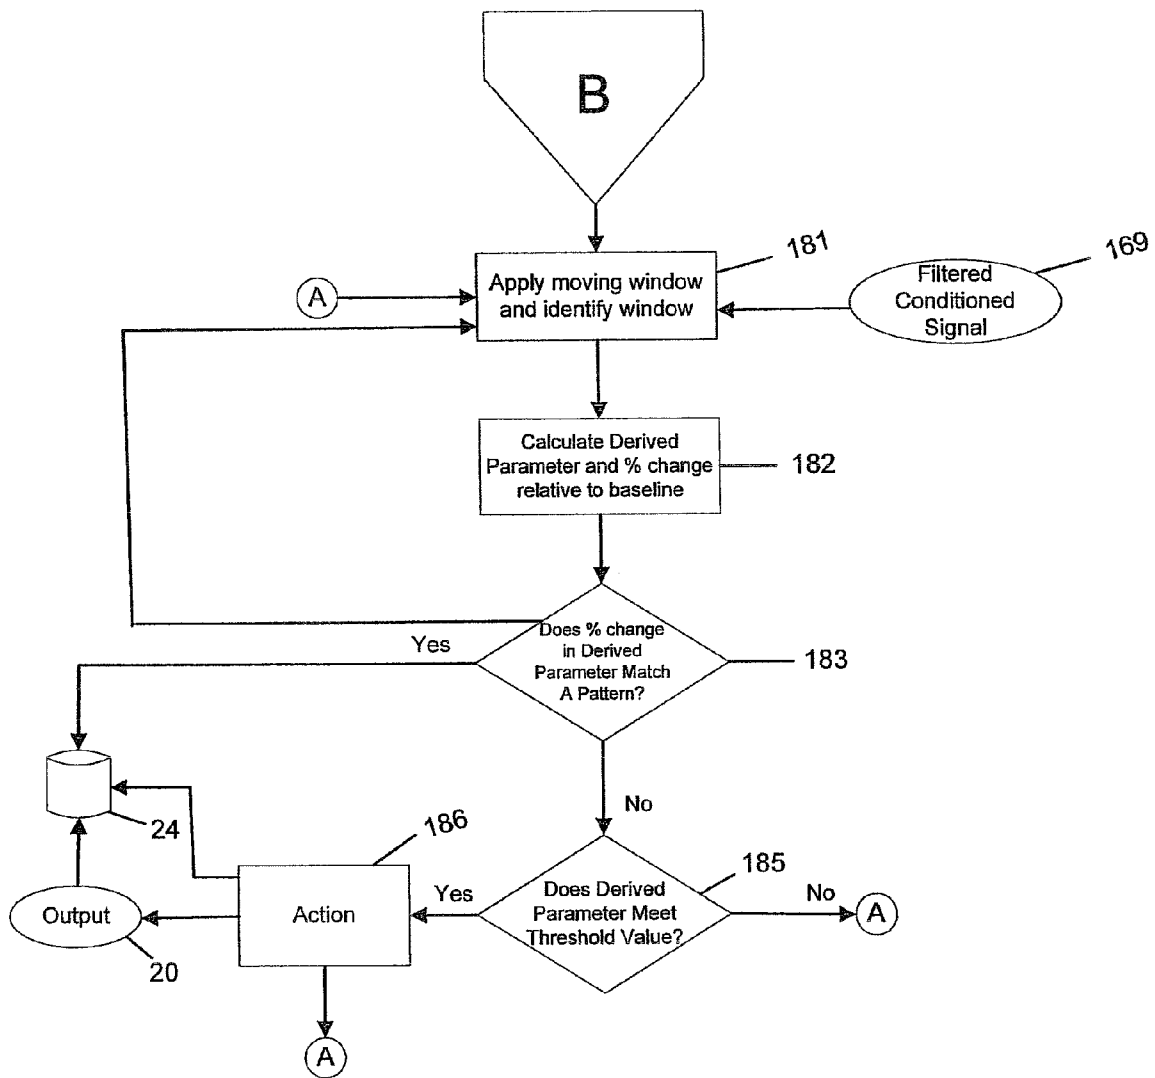 B
181
169
Apply moving window
and identify window
Filtered
Conditioned
Signal
A
Calculate Derived
Parameter and % change
relative to baseline
182
Does % change
in Derived
Parameter Match
A Pattern?
Yes
183
No
24
186
185
Output
Action
Yes
Does Derived
Parameter Meet
Threshold Value?
No
A
20
A